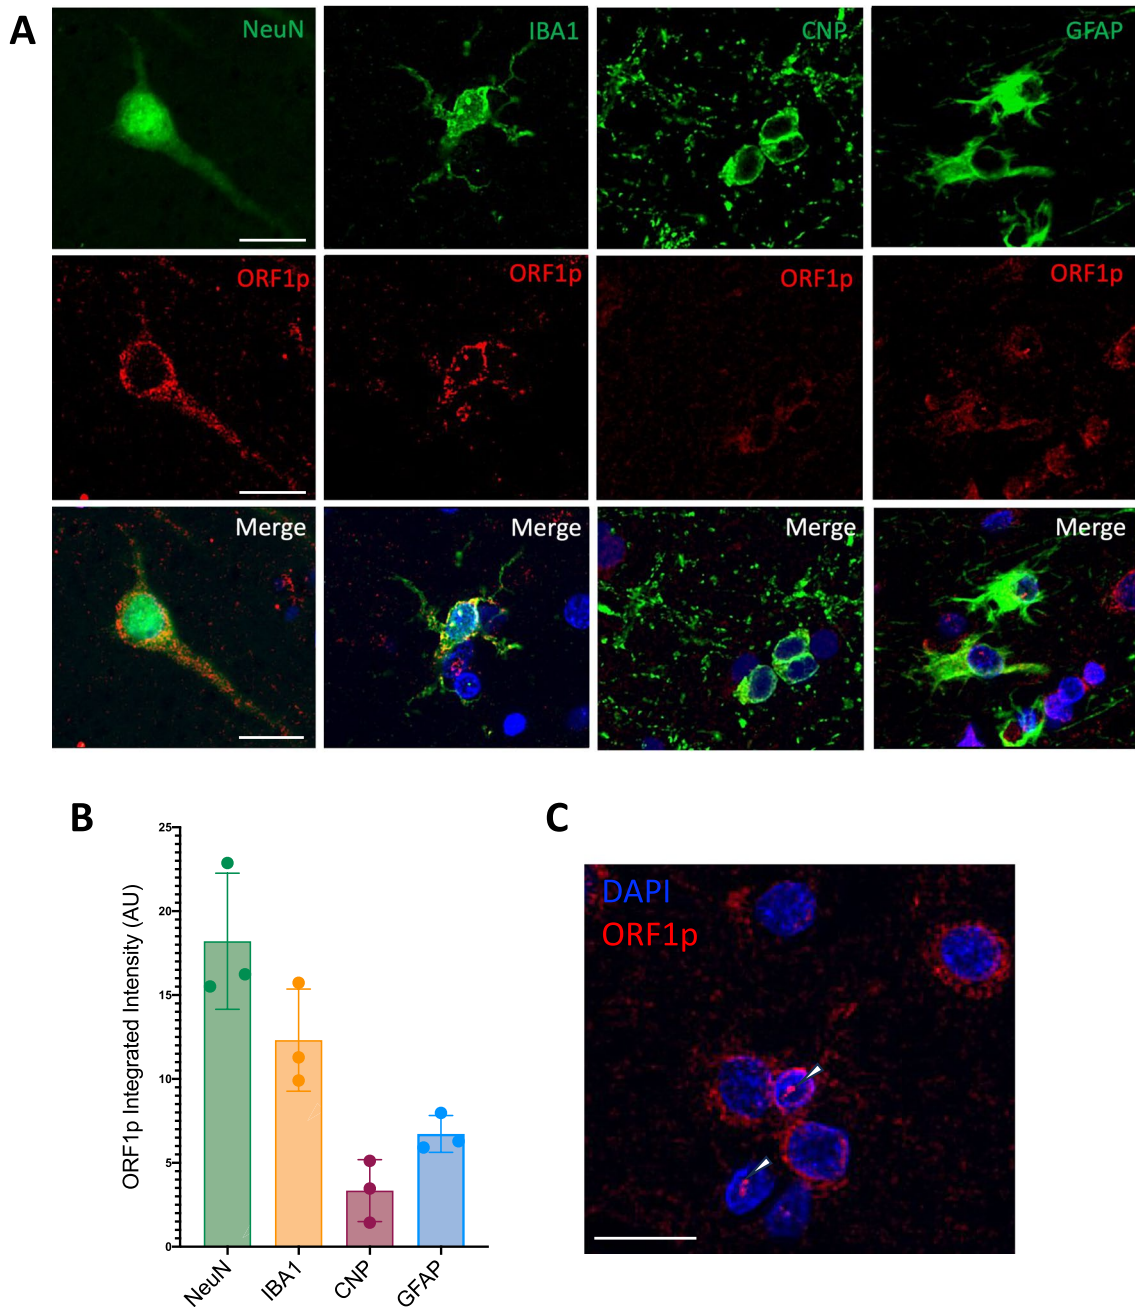 A
NeuN
IBA1
CNP
GFAP
ORF1p
ORF1p
ORF1p
ORF1p
Merge
Merge
Merge
Merge
B
ORF1p Integrated Intensity (AU)
25
20
15
10
5
0
NeuN
IBA1
CNP
GFAP
C
DAPI
ORF1p